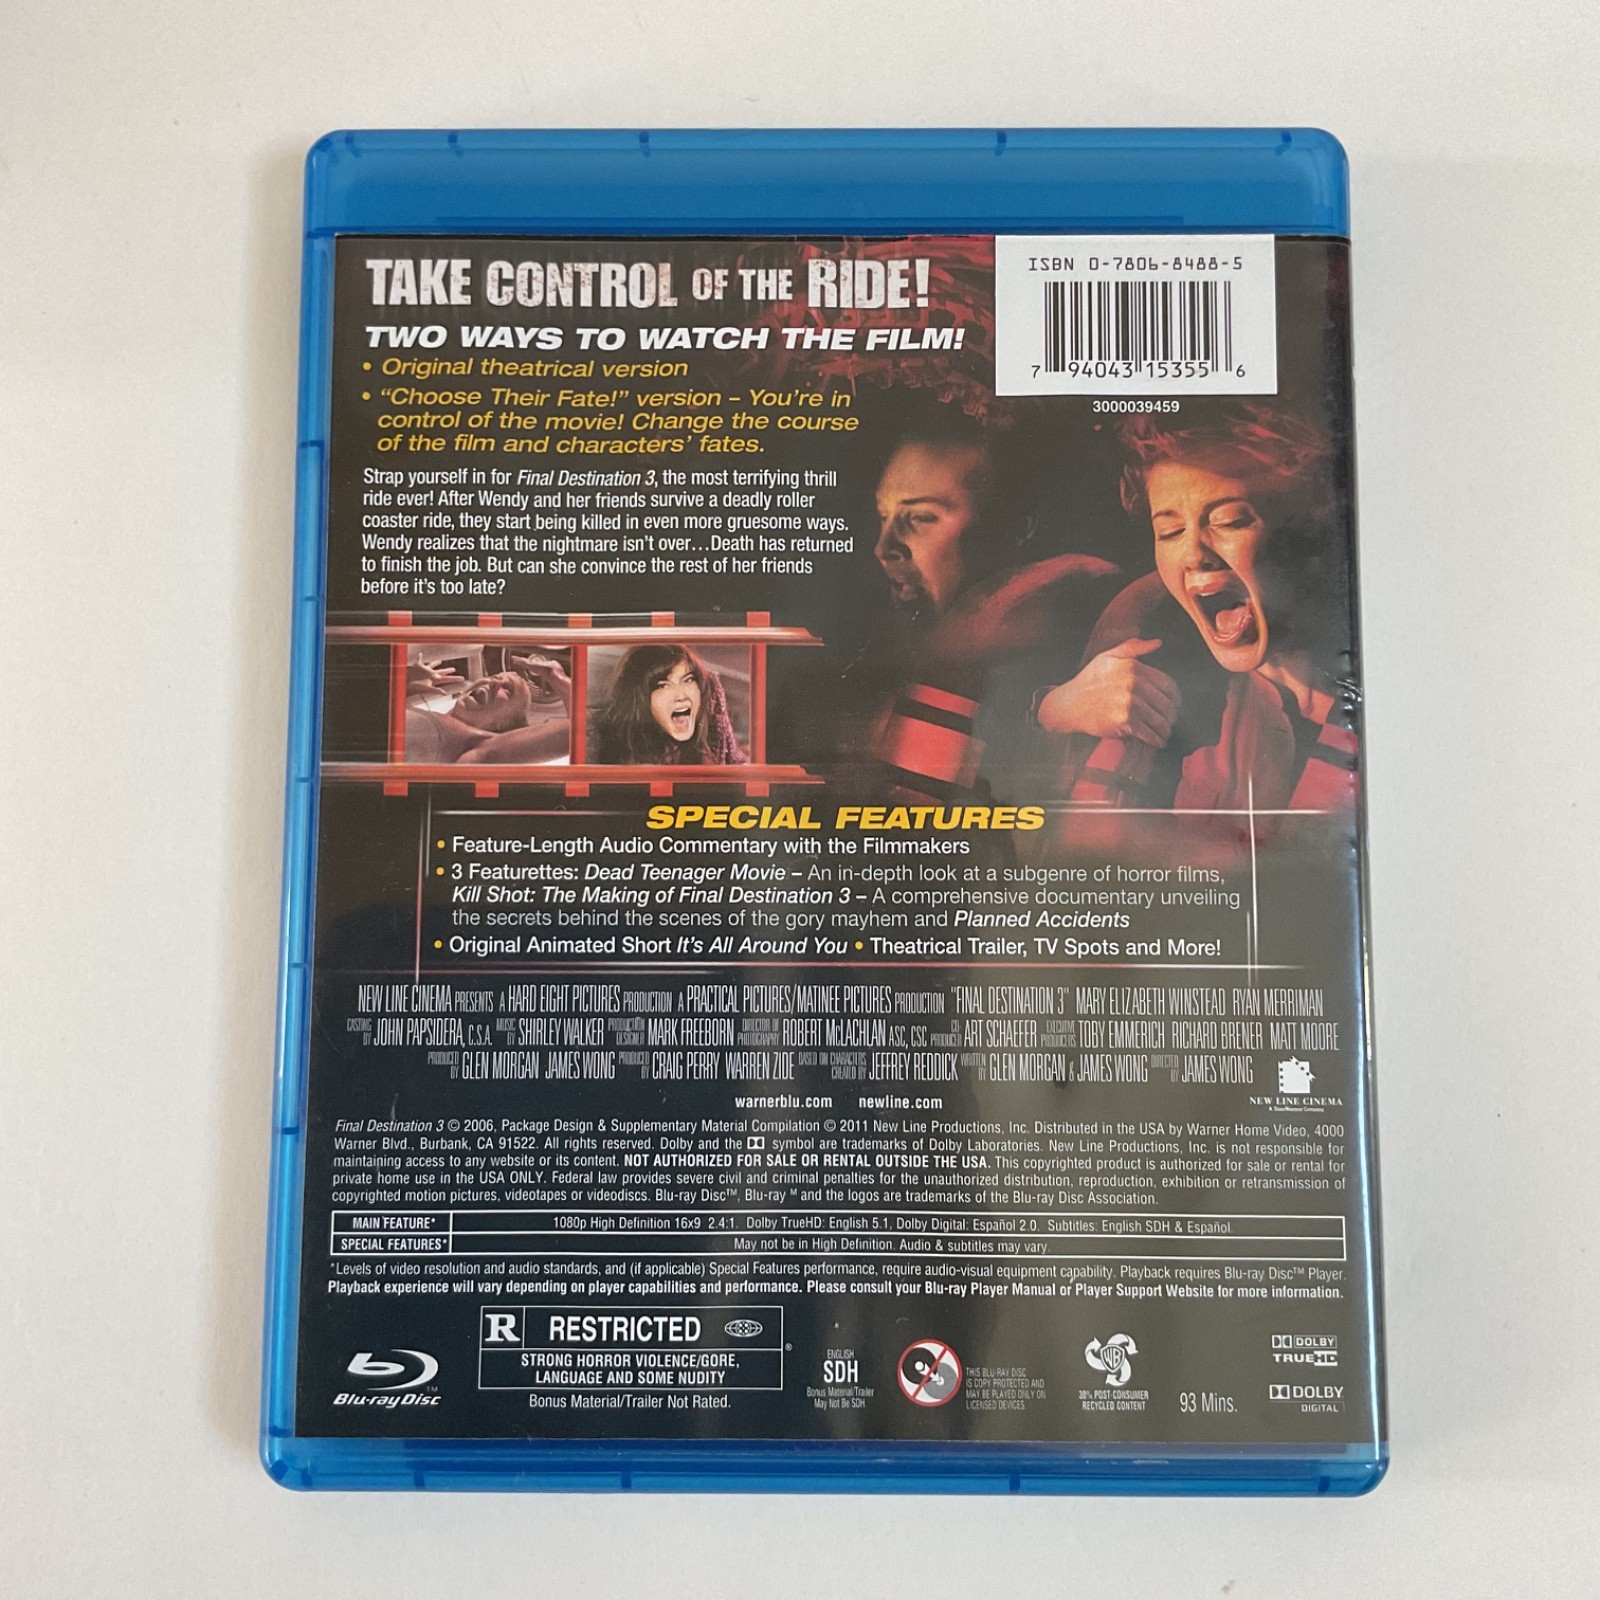 TAKE CONTROL OF THE RIDE!
TWO WAYS TO WATCH THE FILM!
• Original theatrical version
• “Choose Their Fate!” version – You’re in
control of the movie! Change the course
of the film and characters’ fates.
Strap yourself in for Final Destination 3, the most terrifying thrill
ride ever! After Wendy and her friends survive a deadly roller
coaster ride, they start being killed in even more gruesome ways.
Wendy realizes that the nightmare isn’t over…Death has returned
to finish the job. But can she convince the rest of her friends
before it’s too late?
ISBN 0-7806-8488-5
7 94043 15355 6
3000039459
SPECIAL FEATURES
• Feature-Length Audio Commentary with the Filmmakers
• 3 Featurettes: Dead Teenager Movie – An in-depth look at a subgenre of horror films,
Kill Shot: The Making of Final Destination 3 – A comprehensive documentary unveiling
the secrets behind the scenes of the gory mayhem and Planned Accidents
• Original Animated Short It’s All Around You • Theatrical Trailer, TV Spots and More!
NEW LINE CINEMA PRESENTS A HARD EIGHT PICTURES PRODUCTION A PRACTICAL PICTURES/MATINEE PICTURES PRODUCTION "FINAL DESTINATION 3" MARY ELIZABETH WINSTEAD RYAN MERRIMAN
CASTING BY JOHN PAPSIDERA, C.S.A. MUSIC BY SHIRLEY WALKER PRODUCTION DESIGNER MARK FREEBORN DIRECTOR OF PHOTOGRAPHY ROBERT McLACHLAN ASC, CSC CO-PRODUCER ART SCHAEFER EXECUTIVE PRODUCERS TOBY EMMERICH RICHARD BRENER MATT MOORE
PRODUCED BY GLEN MORGAN JAMES WONG PRODUCED BY CRAIG PERRY WARREN ZIDE BASED ON CHARACTERS CREATED BY JEFFREY REDDICK WRITTEN BY GLEN MORGAN & JAMES WONG DIRECTED BY JAMES WONG
NEW LINE CINEMA
A TimeWarner Company
warnerblu.com newline.com
Final Destination 3 © 2006, Package Design & Supplementary Material Compilation © 2011 New Line Productions, Inc. Distributed in the USA by Warner Home Video, 4000
Warner Blvd., Burbank, CA 91522. All rights reserved. Dolby and the symbol are trademarks of Dolby Laboratories. New Line Productions, Inc. is not responsible for
maintaining access to any website or its content. NOT AUTHORIZED FOR SALE OR RENTAL OUTSIDE THE USA. This copyrighted product is authorized for sale or rental for
private home use in the USA ONLY. Federal law provides severe civil and criminal penalties for the unauthorized distribution, reproduction, exhibition or retransmission of
copyrighted motion pictures, videotapes or videodiscs. Blu-ray Disc™, Blu-ray ™ and the logos are trademarks of the Blu-ray Disc Association.
MAIN FEATURE* 1080p High Definition 16x9 2.4:1. Dolby TrueHD: English 5.1, Dolby Digital: Español 2.0. Subtitles: English SDH & Español.
SPECIAL FEATURES* May not be in High Definition. Audio & subtitles may vary.
*Levels of video resolution and audio standards, and (if applicable) Special Features performance, require audio-visual equipment capability. Playback requires Blu-ray Disc™ Player.
Playback experience will vary depending on player capabilities and performance. Please consult your Blu-ray Player Manual or Player Support Website for more information.
Blu-ray Disc™
R RESTRICTED ®
STRONG HORROR VIOLENCE/GORE,
LANGUAGE AND SOME NUDITY
Bonus Material/Trailer Not Rated.
ENGLISH
SDH
Bonus Material/Trailer
May Not Be SDH
THIS BLU-RAY DISC
IS COPY PROTECTED AND
MAY BE PLAYED ONLY ON
LICENSED DEVICES.
WB
30% POST-CONSUMER
RECYCLED CONTENT
93 Mins.
DOLBY
TRUEHD
DOLBY
DIGITAL